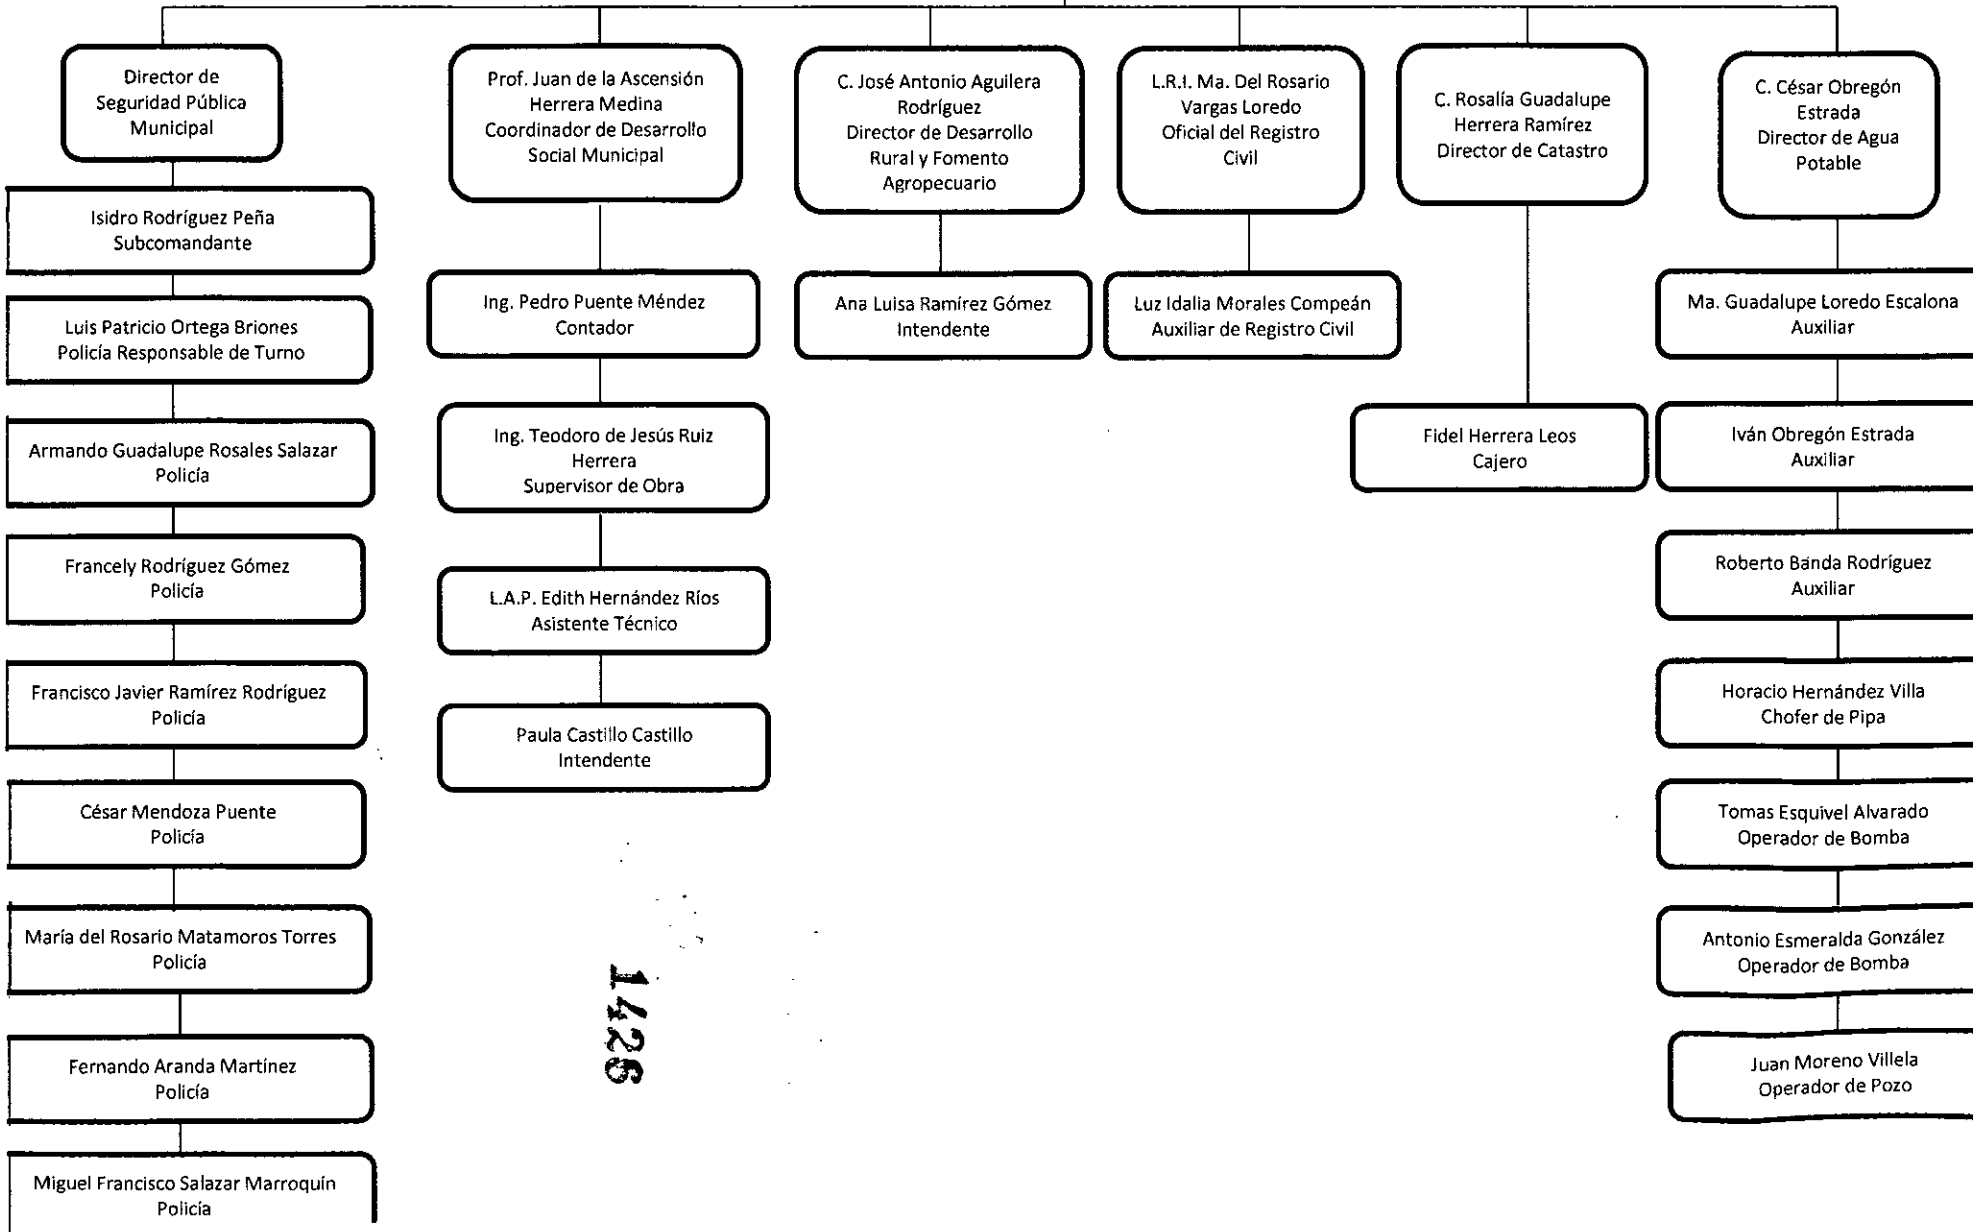 Director de
Seguridad Pública
Municipal
Isidro Rodríguez Peña
Subcomandante
Luis Patricio Ortega Briones
Policía Responsable de Turno
Armando Guadalupe Rosales Salazar
Policía
Francely Rodríguez Gómez
Policía
Francisco Javier Ramírez Rodríguez
Policía
César Mendoza Puente
Policía
María del Rosario Matamoros Torres
Policía
Fernando Aranda Martínez
Policía
Miguel Francisco Salazar Marroquín
Policía
Prof. Juan de la Ascensión
Herrera Medina
Coordinador de Desarrollo
Social Municipal
Ing. Pedro Puente Méndez
Contador
Ing. Teodoro de Jesús Ruiz
Herrera
Supervisor de Obra
L.A.P. Edith Hernández Ríos
Asistente Técnico
Paula Castillo Castillo
Intendente
1426
C. José Antonio Aguilera
Rodríguez
Director de Desarrollo
Rural y Fomento
Agropecuario
Ana Luisa Ramírez Gómez
Intendente
L.R.I. Ma. Del Rosario
Vargas Loredo
Oficial del Registro
Civil
Luz Idalia Morales Compeán
Auxiliar de Registro Civil
C. Rosalía Guadalupe
Herrera Ramírez
Director de Catastro
Fidel Herrera Leos
Cajero
C. César Obregón
Estrada
Director de Agua
Potable
Ma. Guadalupe Loredo Escalona
Auxiliar
Iván Obregón Estrada
Auxiliar
Roberto Banda Rodríguez
Auxiliar
Horacio Hernández Villa
Chofer de Pipa
Tomas Esquivel Alvarado
Operador de Bomba
Antonio Esmeralda González
Operador de Bomba
Juan Moreno Villela
Operador de Pozo